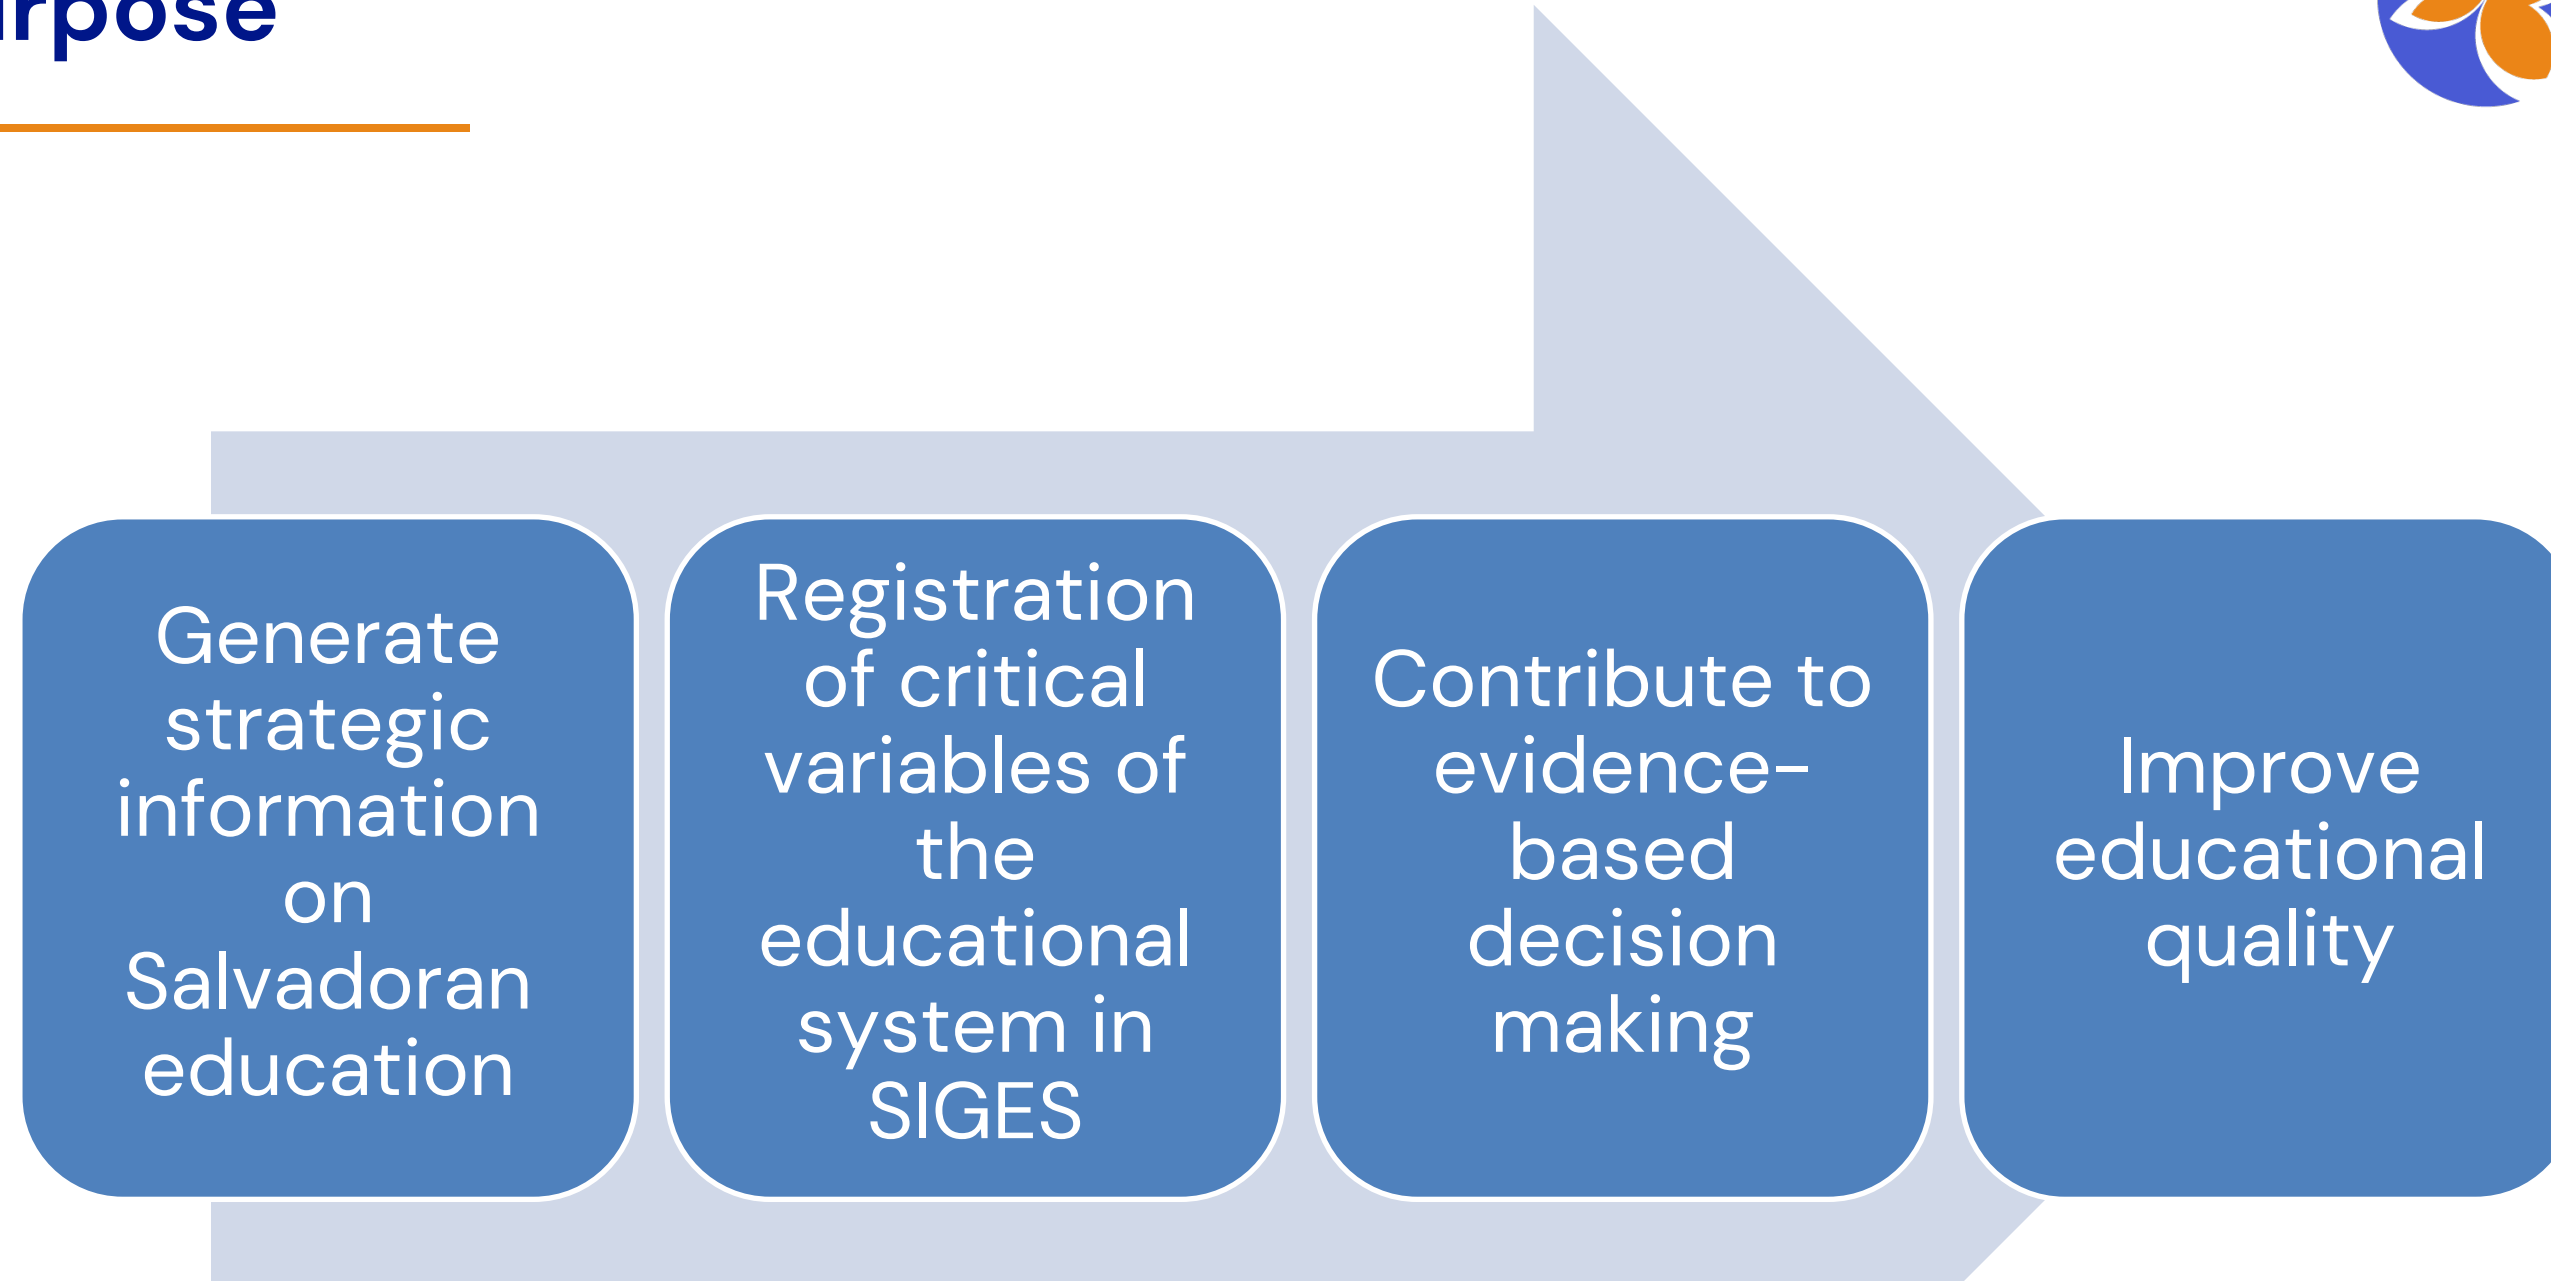 rpose
Generate
strategic
information
on
Salvadoran
education
Registration
of critical
variables of
the
educational
system in
SIGES
Contribute to
evidence-
based
decision
making
Improve
educational
quality